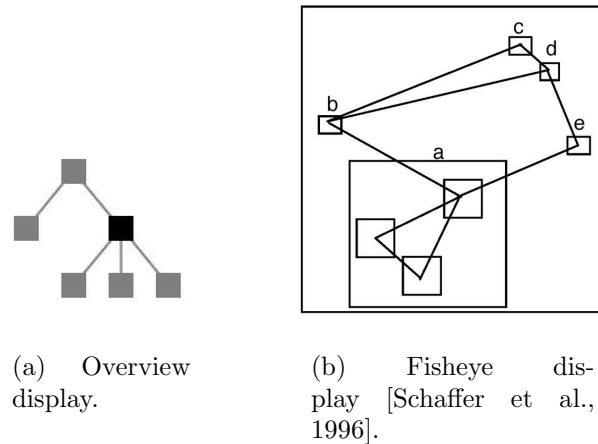 c
d
b
e
a
(a) Overview
display.
(b) Fisheye dis-
play [Schaffer et al.,
1996].